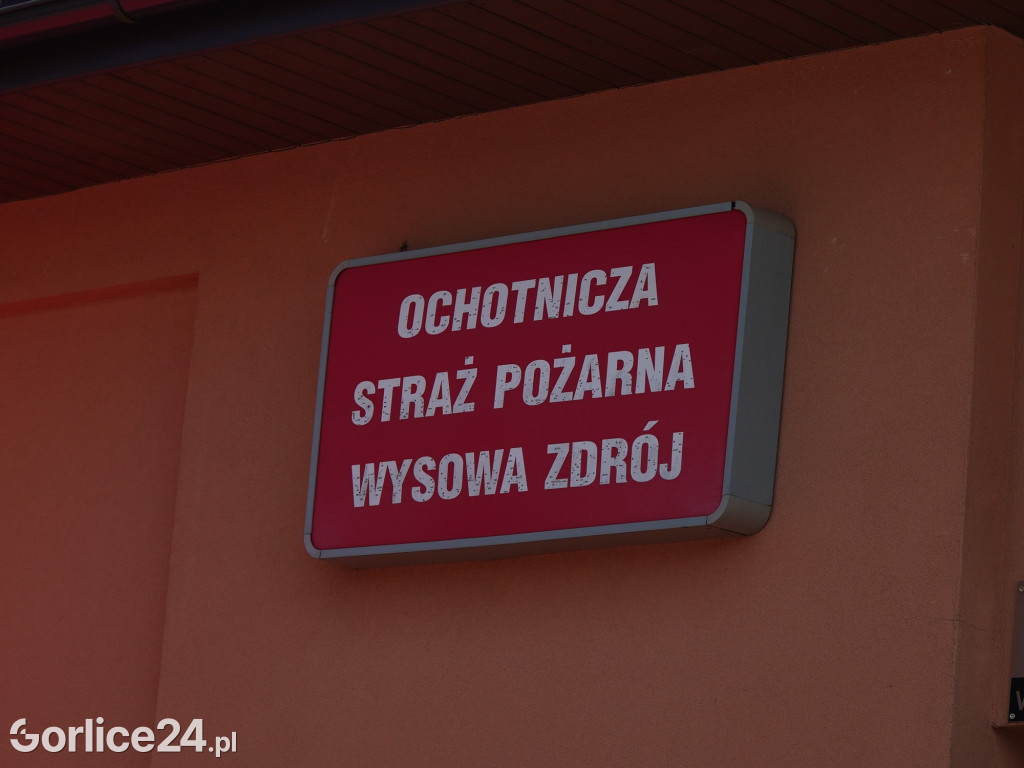 OCHOTNICZA
STRAŻ POŻARNA
WYSOWA ZDRÓJ
Gorlice24.pl